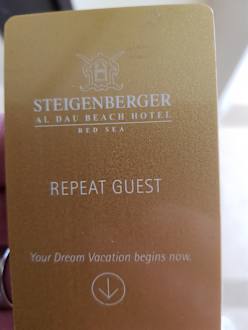 STEIGENBERGER
AL DAU BEACH HOTEL
RED SEA
REPEAT GUEST
Your Dream Vacation begins now.